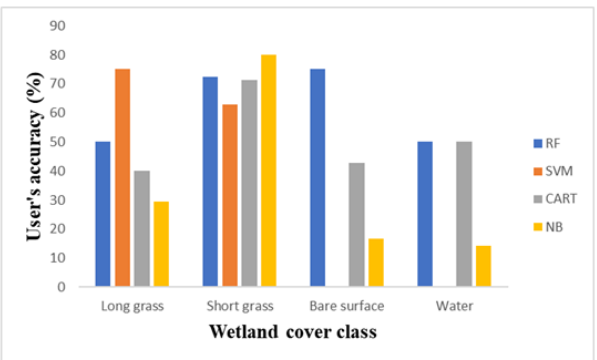 90
80
70
60
50
40
30
20
10
0
User's accuracy (%)
Long grass Short grass Bare surface Water
Wetland cover class
RF
SVM
CART
NB